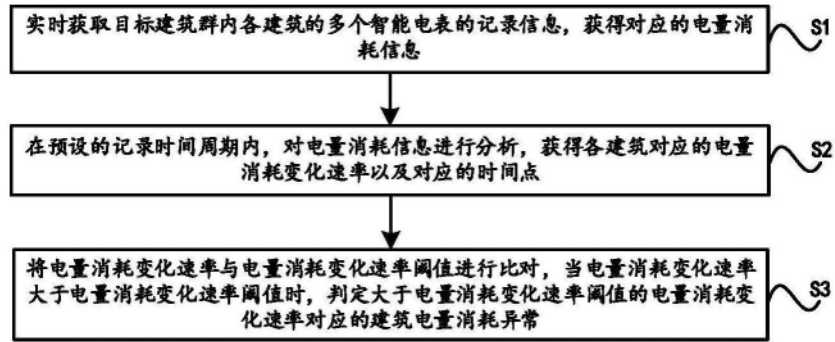 实时获取目标建筑群内各建筑的多个智能电表的记录信息，获得对应的电量消
耗信息
S1
在预设的记录时间周期内，对电量消耗信息进行分析，获得各建筑对应的电量
消耗变化速率以及对应的时间点
S2
将电量消耗变化速率与电量消耗变化速率阈值进行比对，当电量消耗变化速率
大于电量消耗变化速率阈值时，判定大于电量消耗变化速率阈值的电量消耗变
化速率对应的建筑电量消耗异常
S3